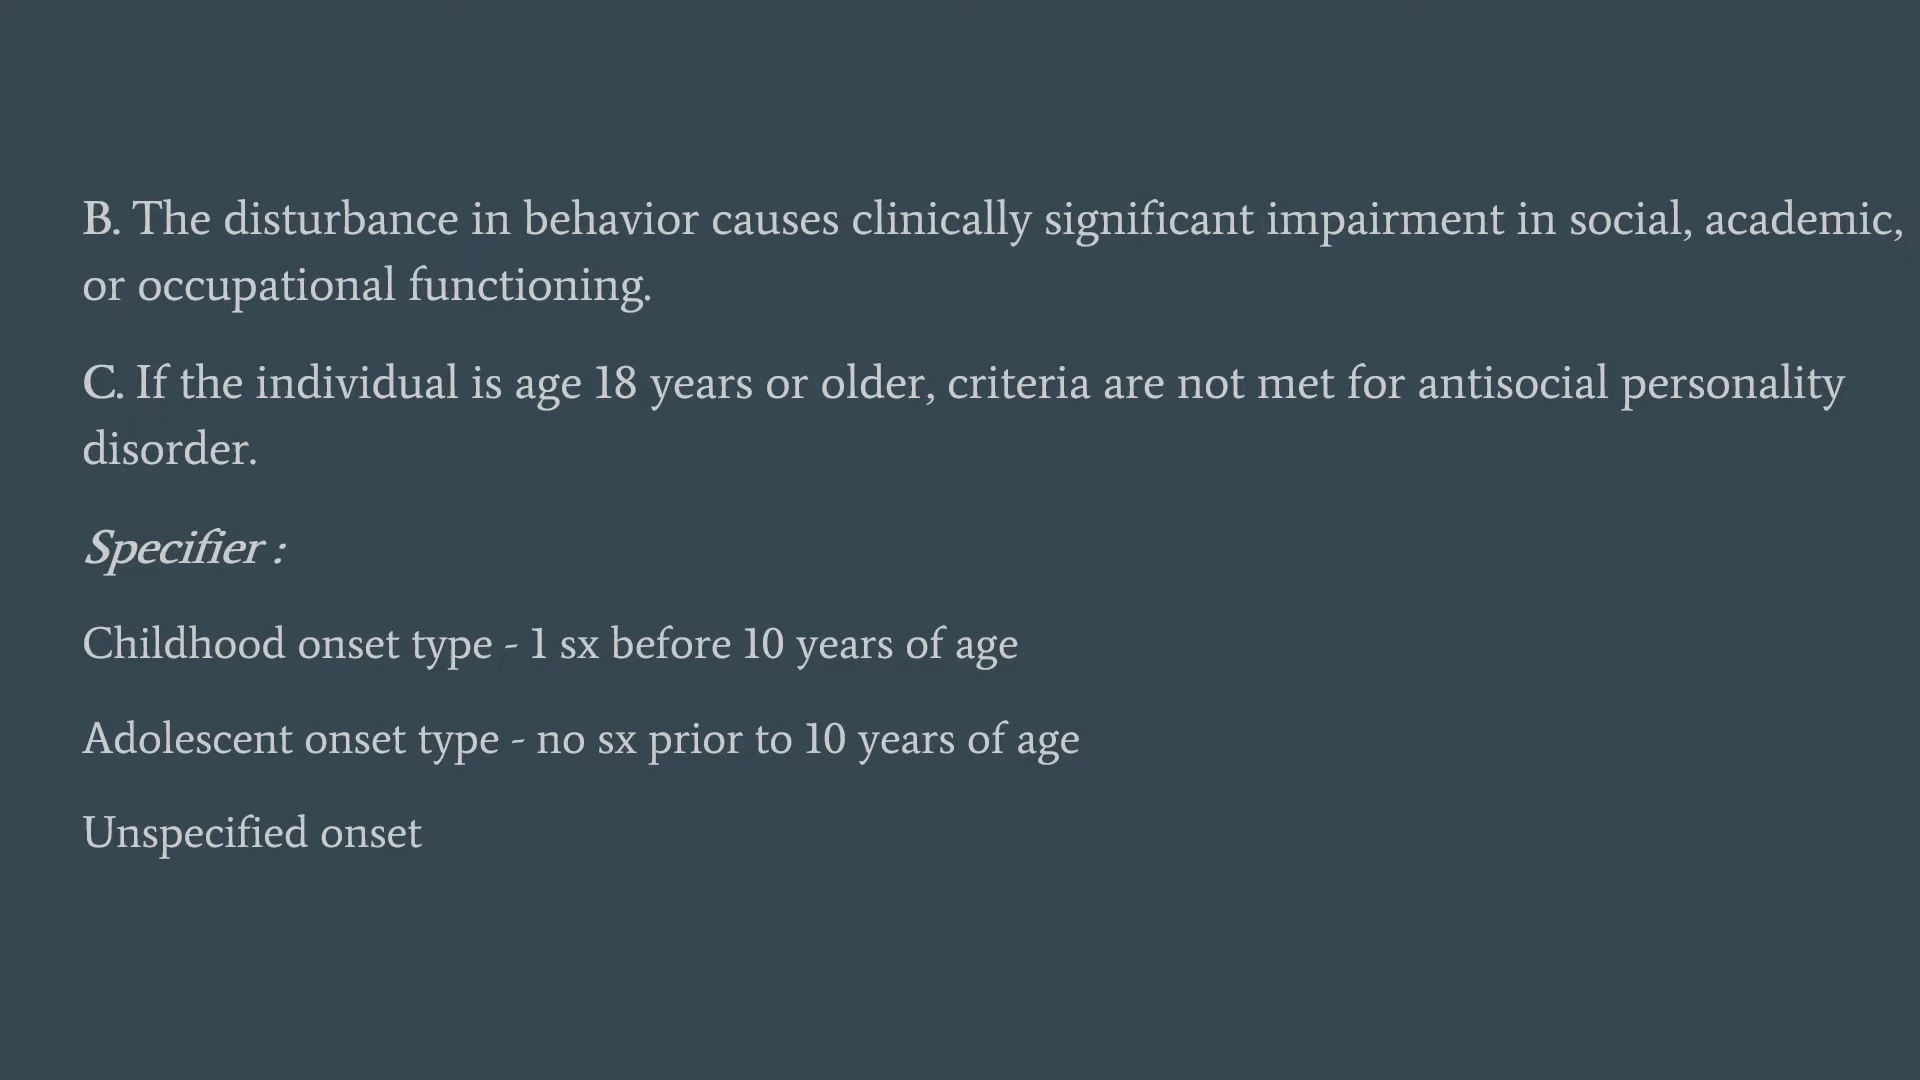 B. The disturbance in behavior causes clinically significant impairment in social, academic,
or occupational functioning.
C. If the individual is age 18 years or older, criteria are not met for antisocial personality
disorder.
Specifier :
Childhood onset type - 1 sx before 10 years of age
Adolescent onset type - no sx prior to 10 years of age
Unspecified onset